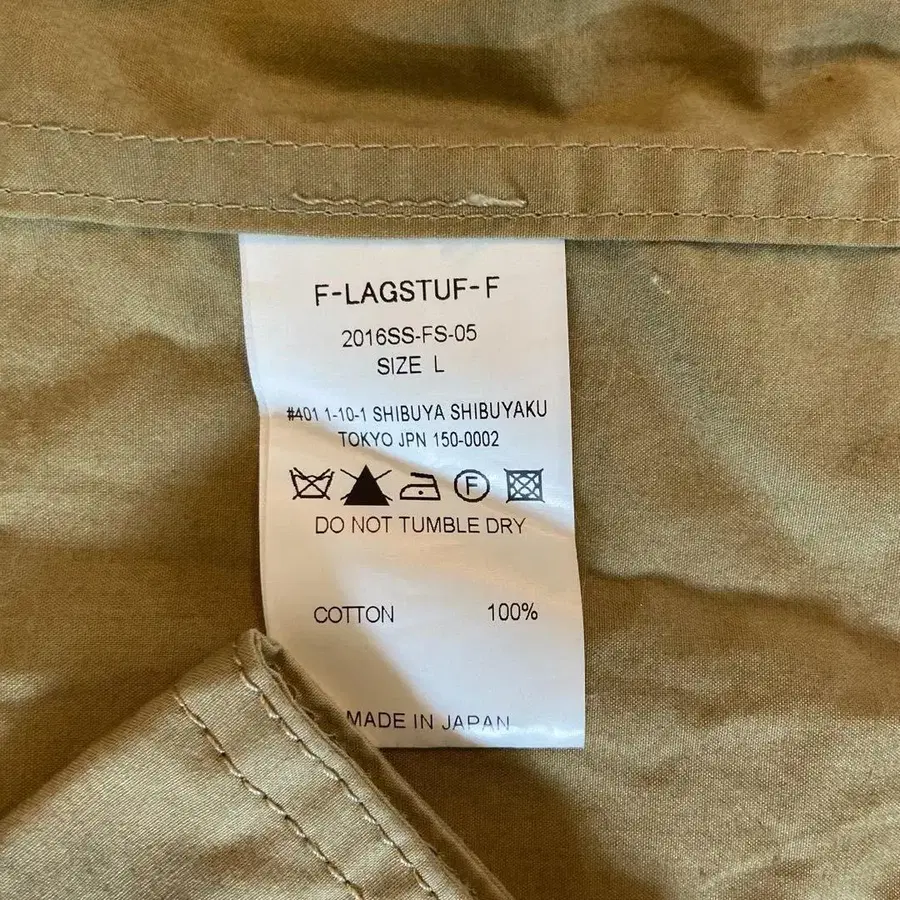 F-LAGSTUF-F
2016SS-FS-05
SIZE L
#401 1-10-1 SHIBUYA SHIBUYAKU
TOKYO JPN 150-0002
F
DO NOT TUMBLE DRY
COTTON 100%
MADE IN JAPAN